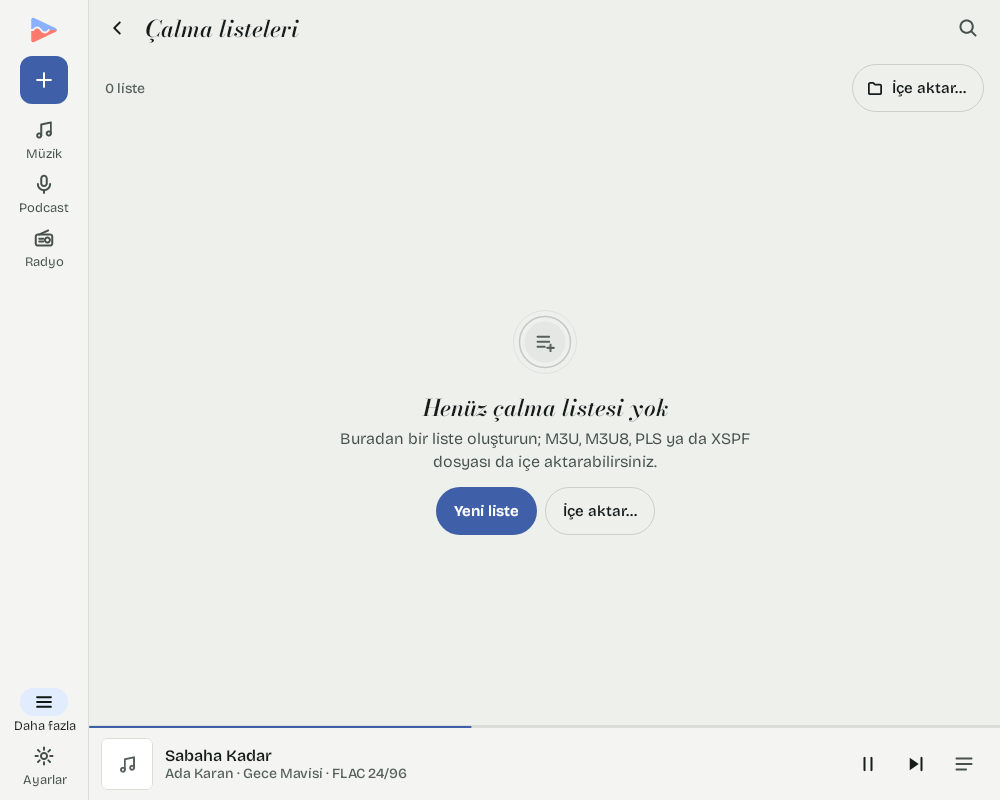 Çalma listeleri
0 liste
İçe aktar...
Müzik
Podcast
Radyo
Henüz çalma listesi yok
Buradan bir liste oluşturun; M3U, M3U8, PLS ya da XSPF
dosyası da içe aktarabilirsiniz.
Yeni liste
İçe aktar...
Daha fazla
Ayarlar
Sabaha Kadar
Ada Karan · Gece Mavisi · FLAC 24/96